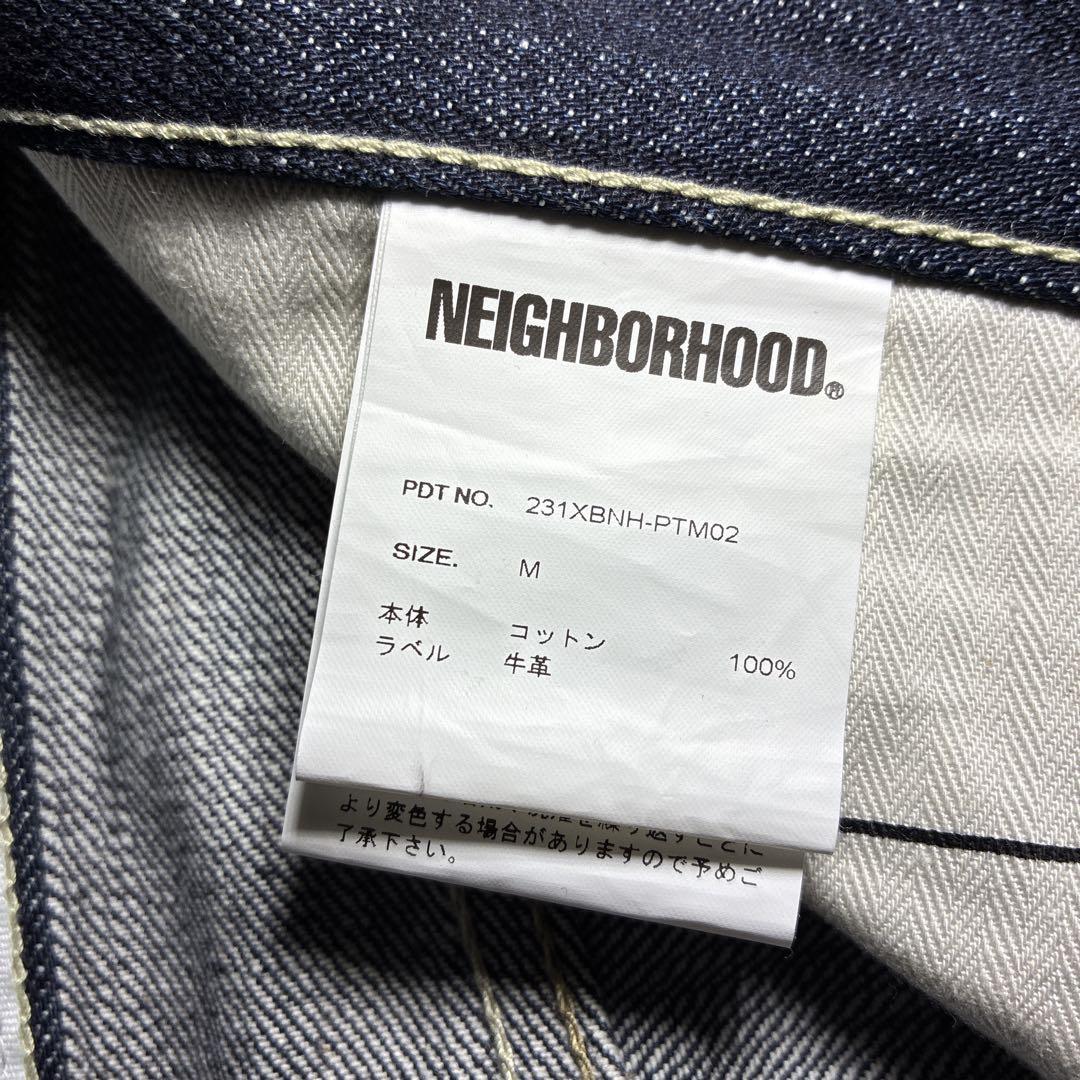 NEIGHBORHOOD®
PDT NO. 231XBNH-PTM02
SIZE. M
本体 コットン 100%
ラベル 牛革
より変色する場合がありますので予めご
了承下さい。